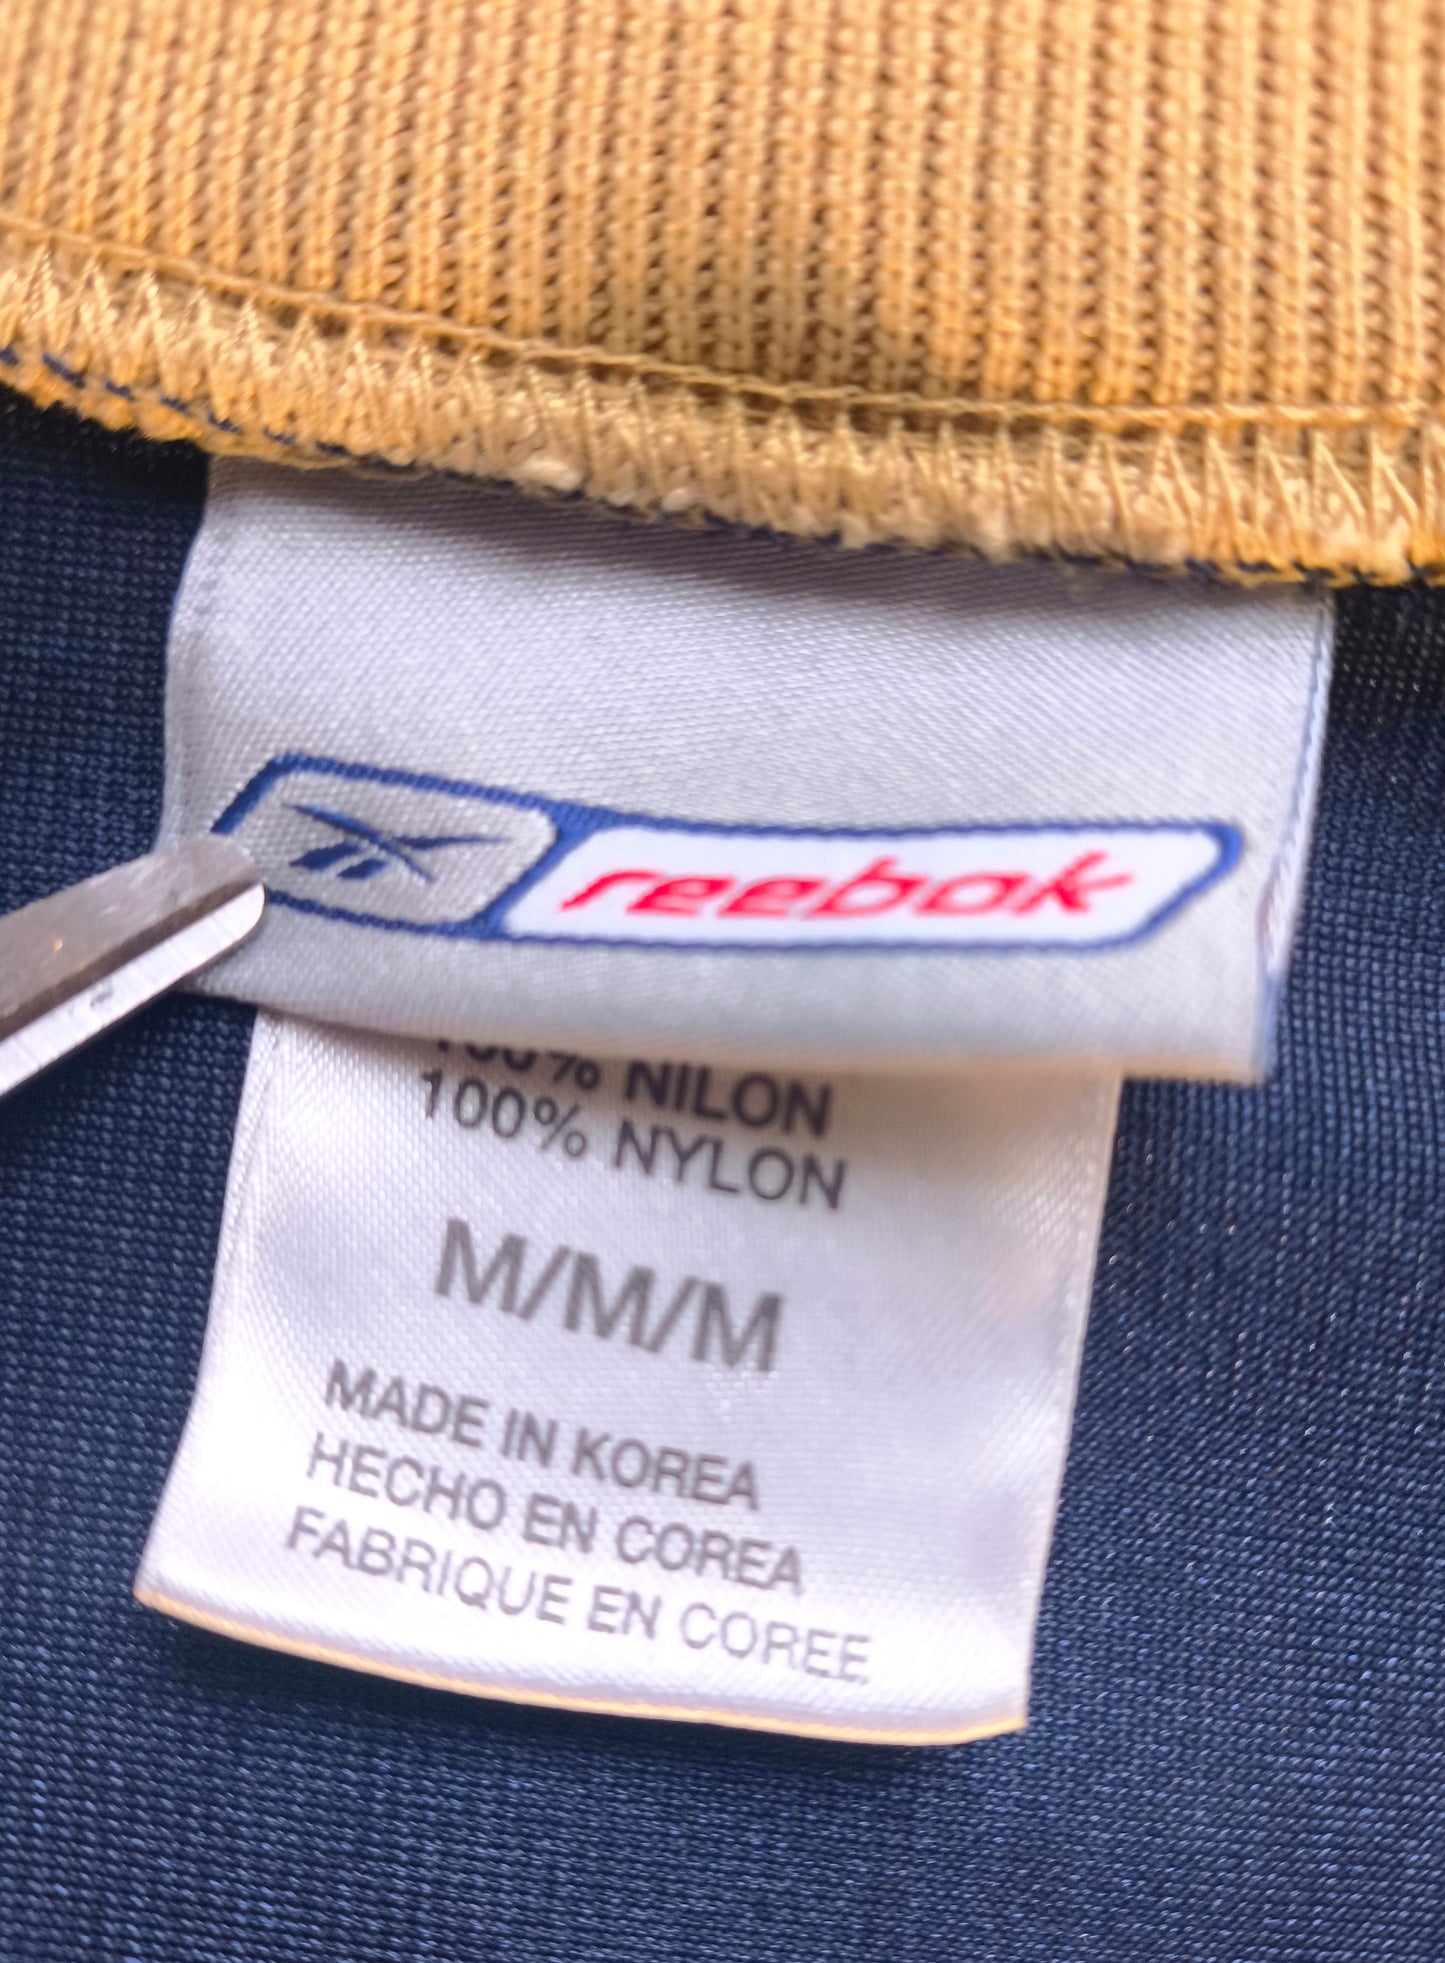 reebok
100% NILON
100% NYLON
M/M/M
MADE IN KOREA
HECHO EN COREA
FABRIQUE EN COREE